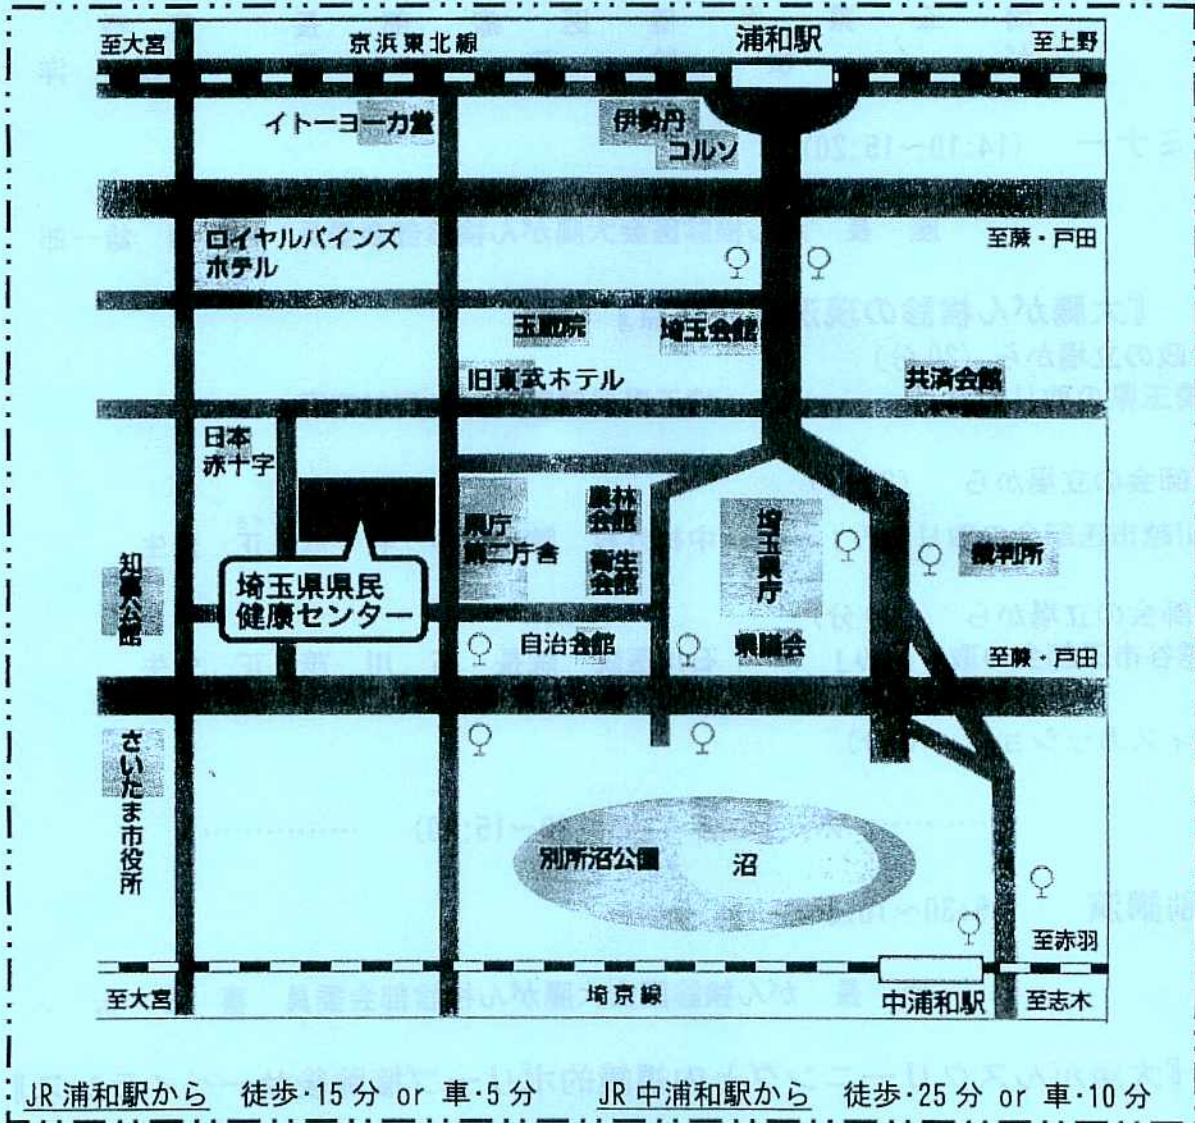 至大宮
京浜東北線
浦和駅
至上野
イトーヨーカ堂
伊勢丹
コルソ
ロイヤルパインズ
ホテル
至蕨・戸田
玉蔵院
埼玉会館
旧東武ホテル
共済会館
日本
赤十字
県庁
第二庁舎
農林
会館
衛生
会館
埼玉県庁
裁判所
知事公館
埼玉県県民
健康センター
自治会館
県議会
至蕨・戸田
さいたま市役所
別所沼公園
沼
至赤羽
至大宮
埼京線
中浦和駅
至志木
JR浦和駅から 徒歩・15分 or 車・5分 JR中浦和駅から 徒歩・25分 or 車・10分